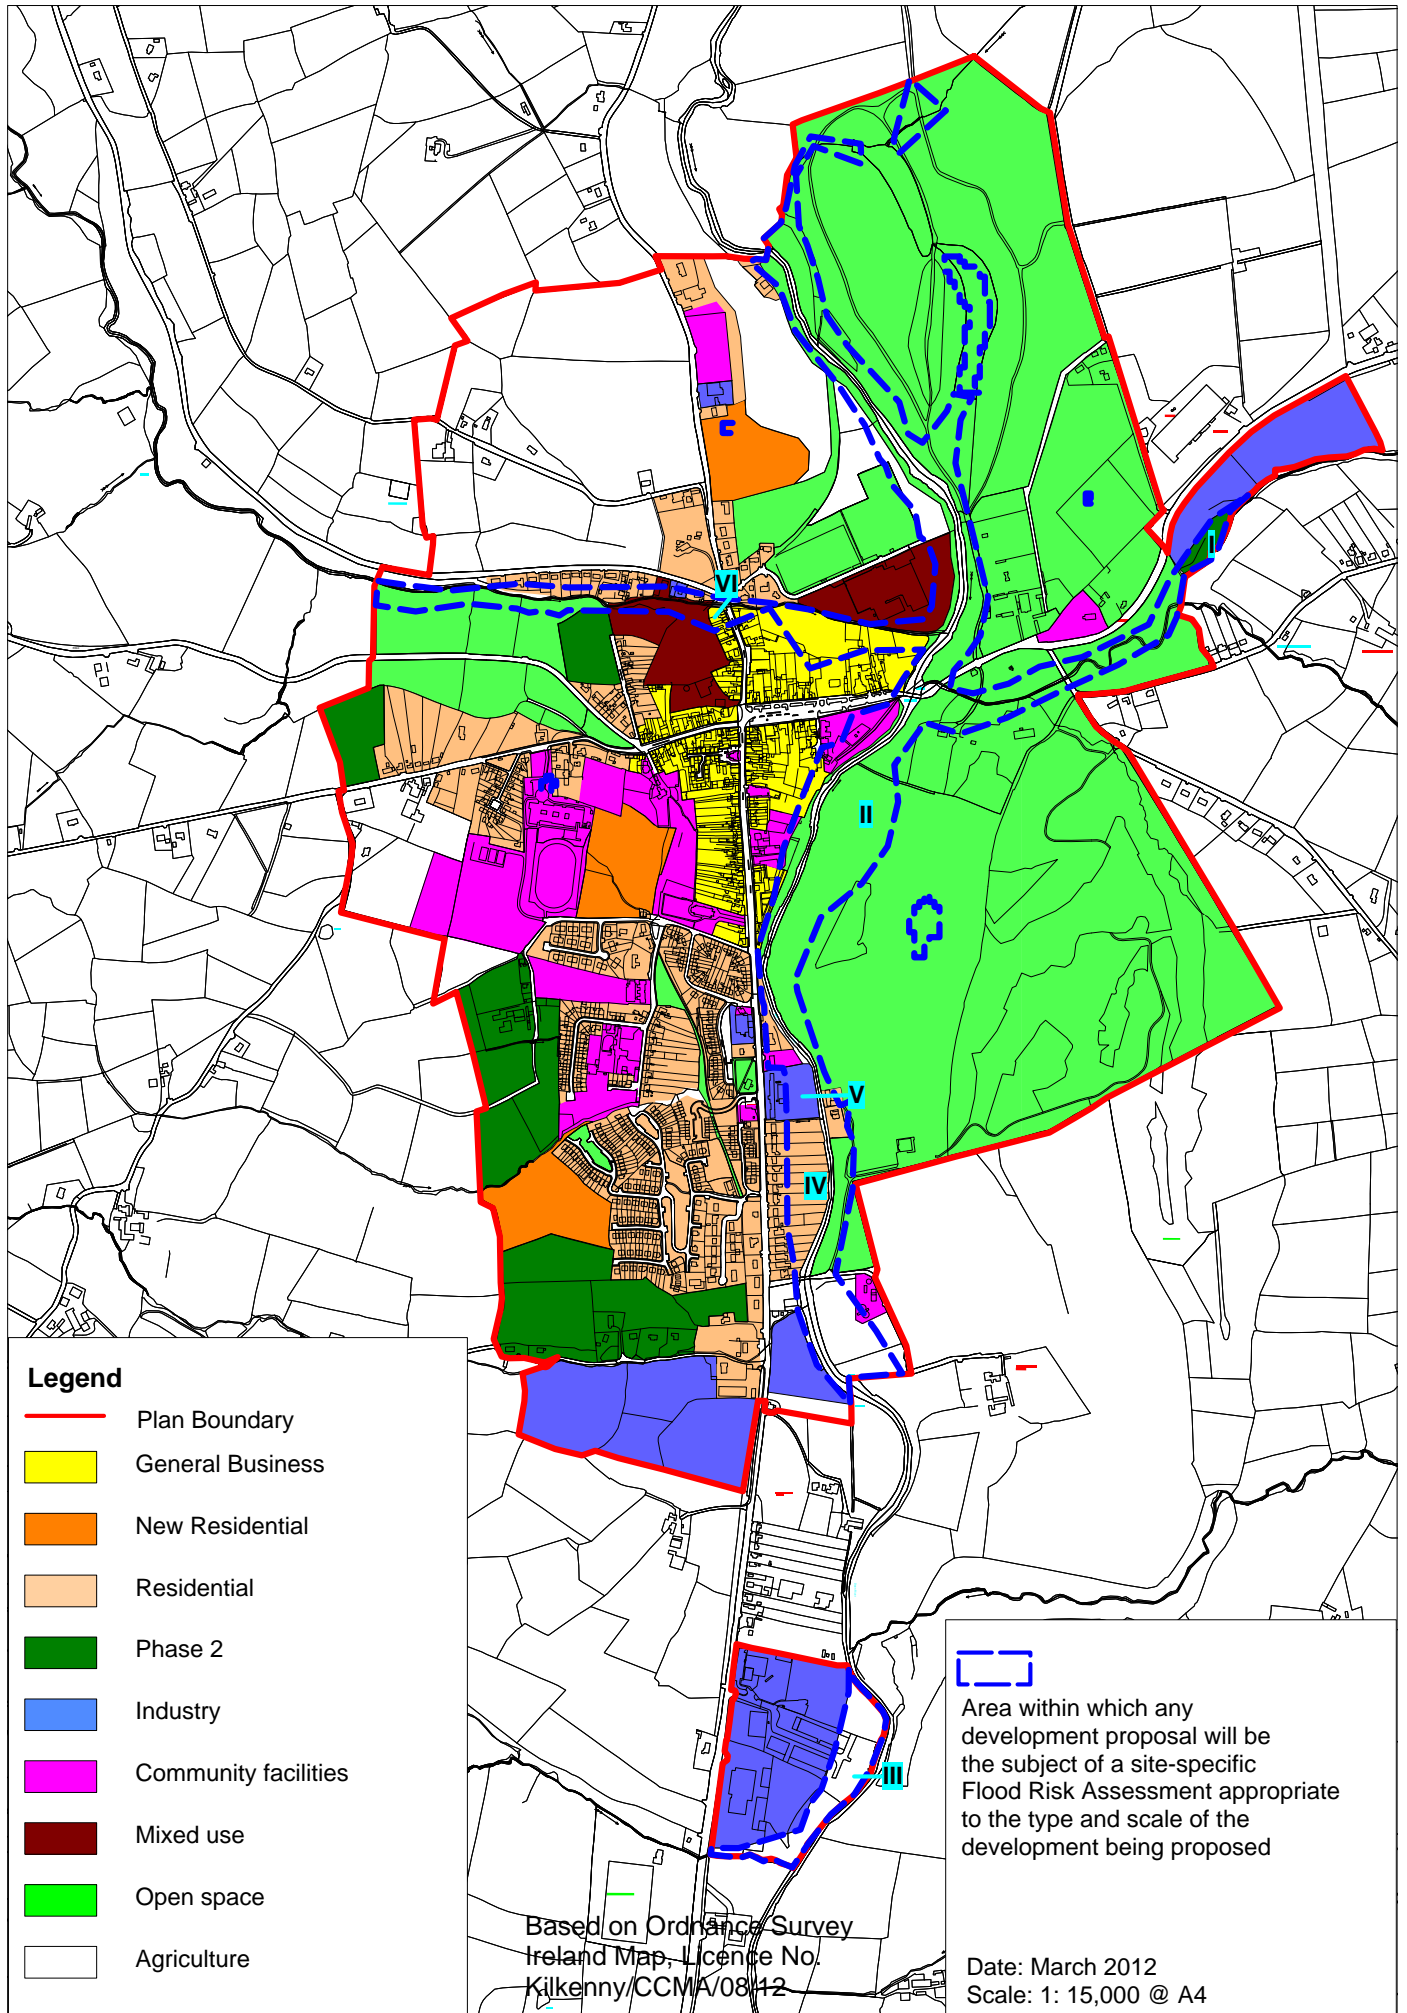 I
VI
II
V
IV
III
Legend
Plan Boundary
General Business
New Residential
Residential
Phase 2
Industry
Community facilities
Mixed use
Open space
Agriculture
Based on Ordnance Survey
Ireland Map, Licence No.
Kilkenny/CCMA/08/12
Area within which any
development proposal will be
the subject of a site-specific
Flood Risk Assessment appropriate
to the type and scale of the
development being proposed
Date: March 2012
Scale: 1: 15,000 @ A4